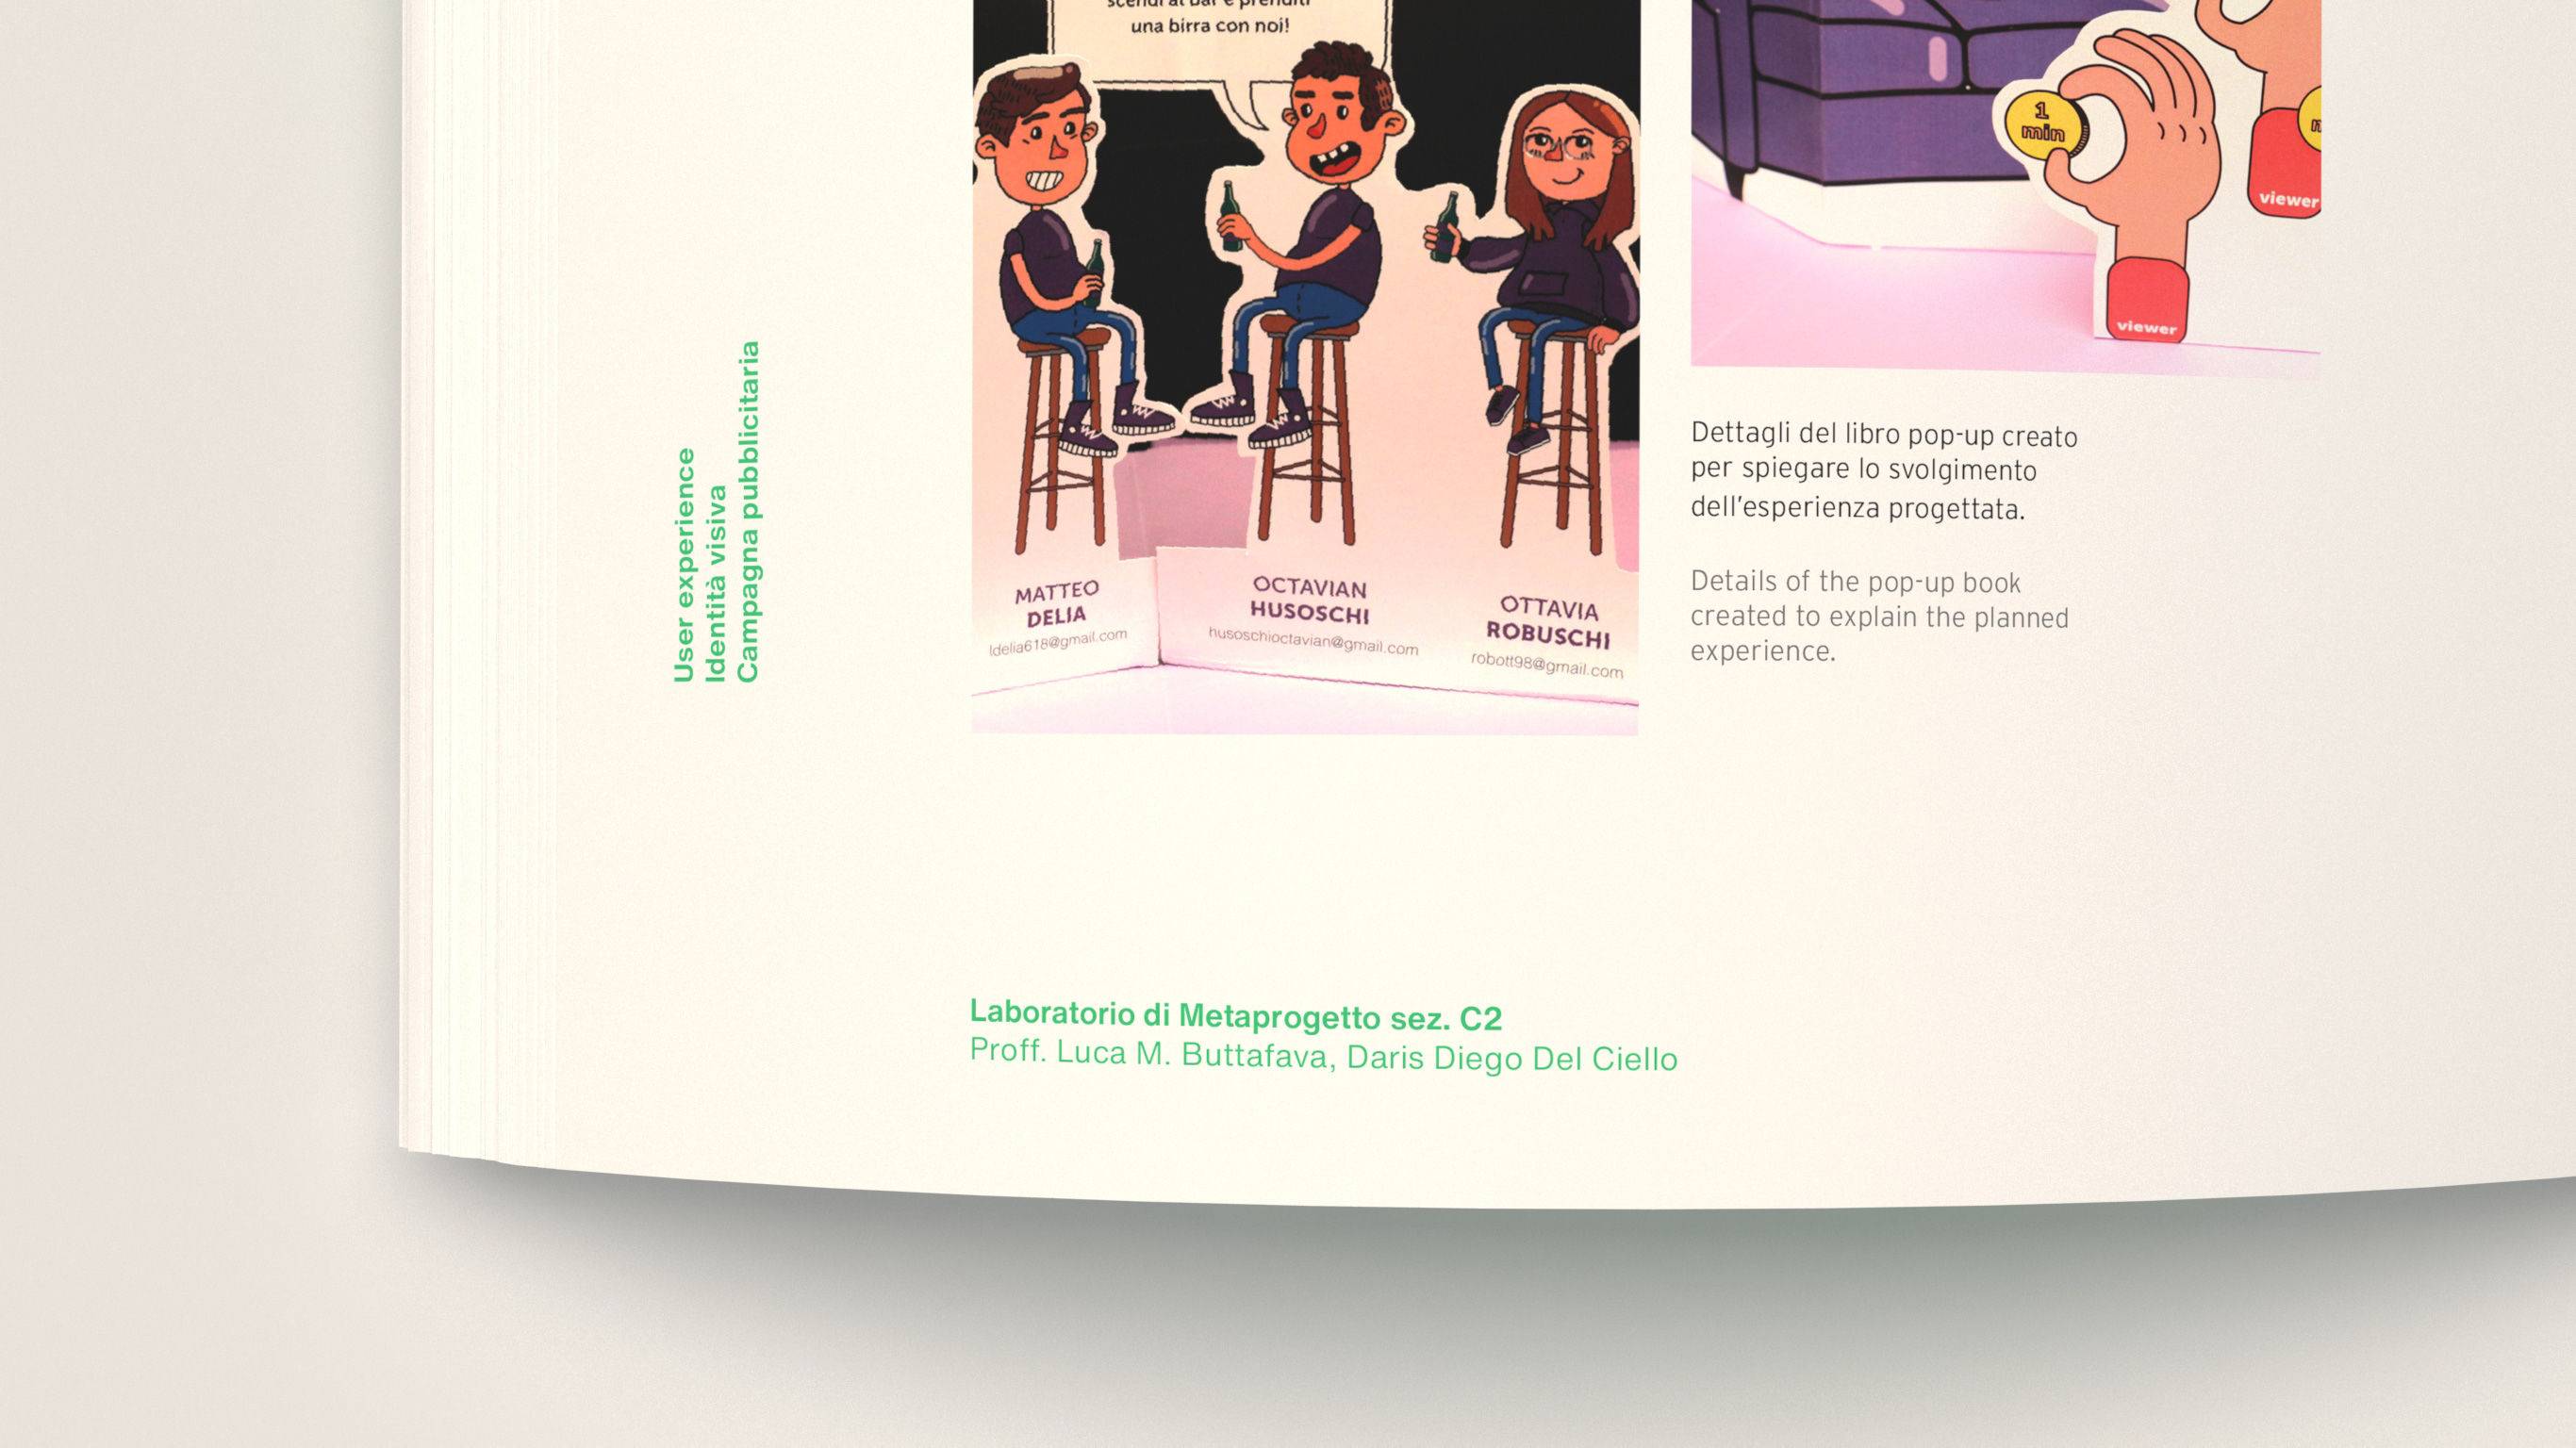 una birra con noi!
1
min
viewer
viewer
User experience
Identità visiva
Campagna pubblicitaria
MATTEO
DELIA
ldelia618@gmail.com
OCTAVIAN
HUSOSCHI
husoschioctavian@gmail.com
OTTAVIA
ROBUSCHI
robott98@gmail.com
Dettagli del libro pop-up creato
per spiegare lo svolgimento
dell'esperienza progettata.
Details of the pop-up book
created to explain the planned
experience.
Laboratorio di Metaprogetto sez. C2
Proff. Luca M. Buttafava, Daris Diego Del Ciello